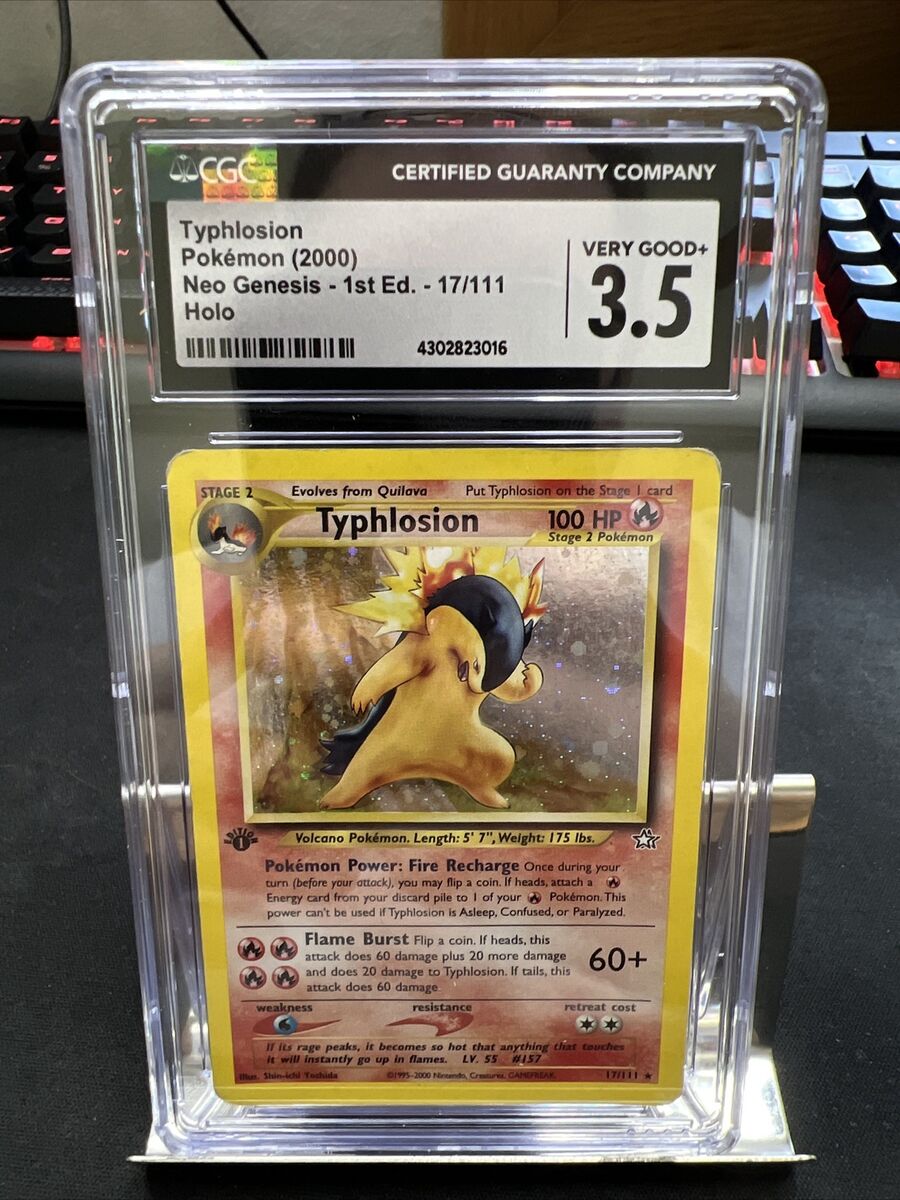 CGC
CERTIFIED GUARANTY COMPANY
Typhlosion
Pokémon (2000)
Neo Genesis - 1st Ed. - 17/111
Holo
VERY GOOD+
3.5
4302823016
STAGE 2
Evolves from Quilava
Put Typhlosion on the Stage 1 card
Typhlosion
100 HP
Stage 2 Pokémon
EDITION
1
Volcano Pokémon. Length: 5' 7", Weight: 175 lbs.
Pokémon Power: Fire Recharge Once during your
turn (before your attack), you may flip a coin. If heads, attach a
Energy card from your discard pile to 1 of your Pokémon. This
power can't be used if Typhlosion is Asleep, Confused, or Paralyzed.
Flame Burst Flip a coin. If heads, this
attack does 60 damage plus 20 more damage
and does 20 damage to Typhlosion. If tails, this
attack does 60 damage
60+
weakness
resistance
retreat cost
If its rage peaks, it becomes so hot that anything that touches
it will instantly go up in flames. LV. 55 #157
Illus. Shin-ichi Yoshida
©1995-2000 Nintendo, Creatures, GAMEFREAK.
17/111 ★